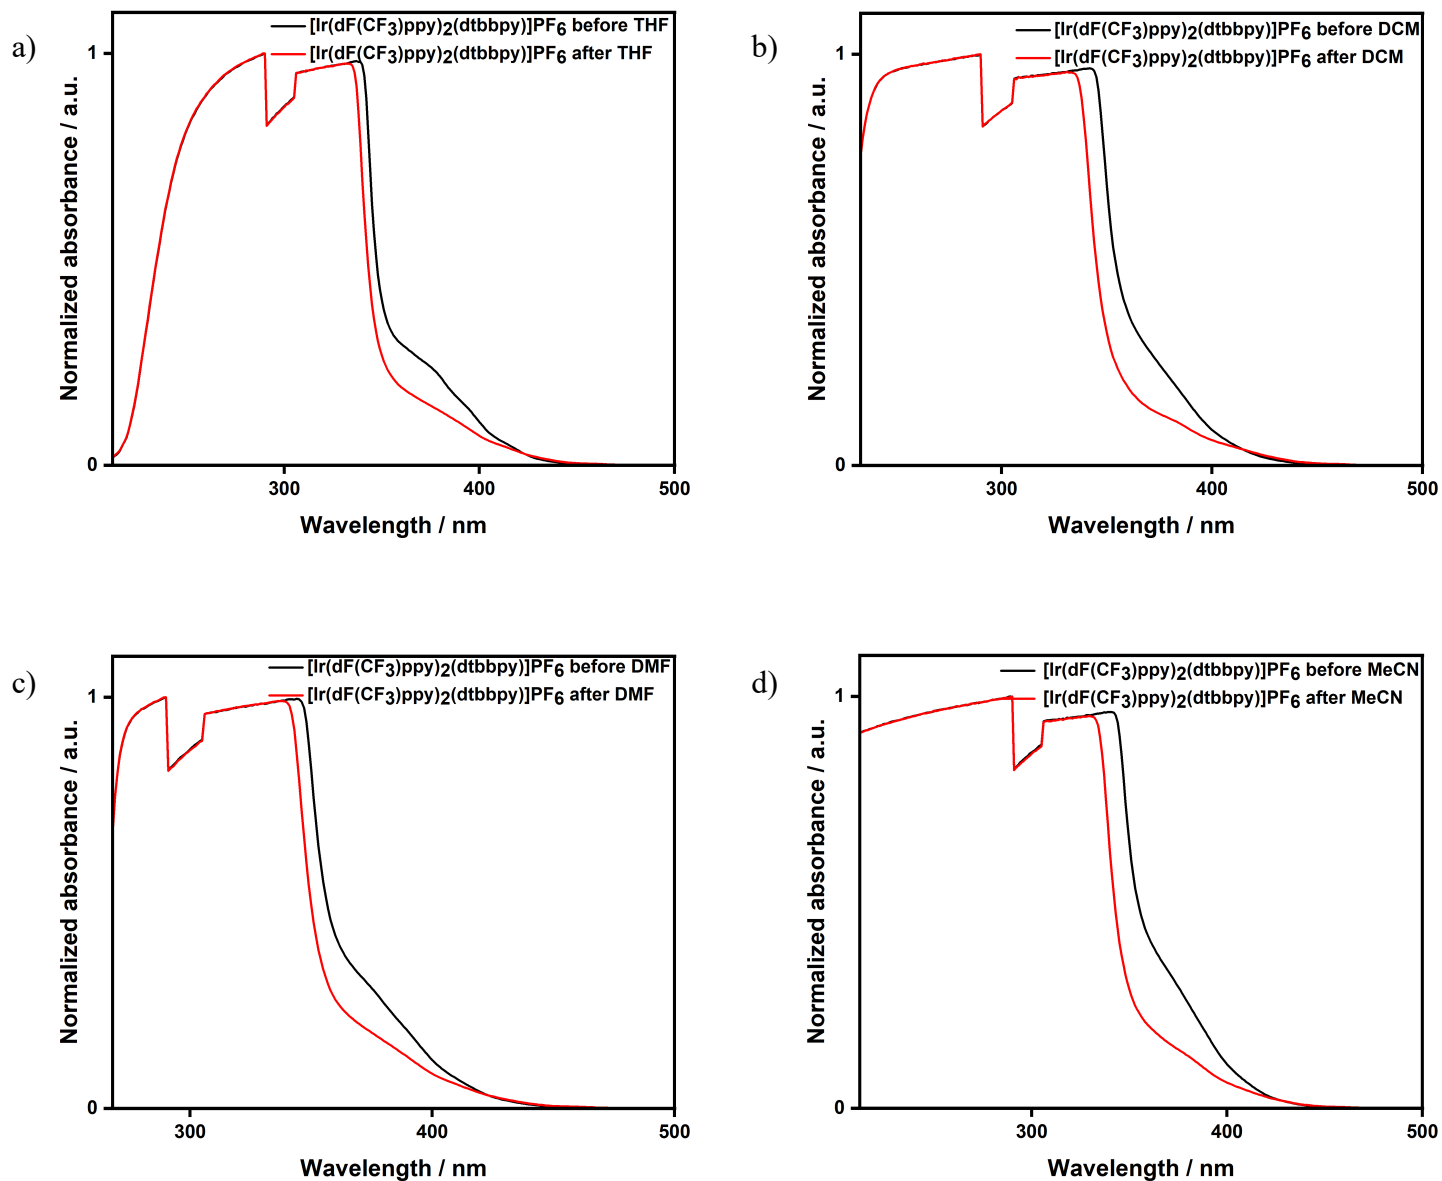 a)
[Ir(dF(CF3)ppy)2(dtbbpy)]PF6 before THF
[Ir(dF(CF3)ppy)2(dtbbpy)]PF6 after THF
1
0
Normalized absorbance / a.u.
300
400
500
Wavelength / nm
b)
[Ir(dF(CF3)ppy)2(dtbbpy)]PF6 before DCM
[Ir(dF(CF3)ppy)2(dtbbpy)]PF6 after DCM
1
0
Normalized absorbance / a.u.
300
400
500
Wavelength / nm
c)
[Ir(dF(CF3)ppy)2(dtbbpy)]PF6 before DMF
[Ir(dF(CF3)ppy)2(dtbbpy)]PF6 after DMF
1
0
Normalized absorbance / a.u.
300
400
500
Wavelength / nm
d)
[Ir(dF(CF3)ppy)2(dtbbpy)]PF6 before MeCN
[Ir(dF(CF3)ppy)2(dtbbpy)]PF6 after MeCN
1
0
Normalized absorbance / a.u.
300
400
500
Wavelength / nm